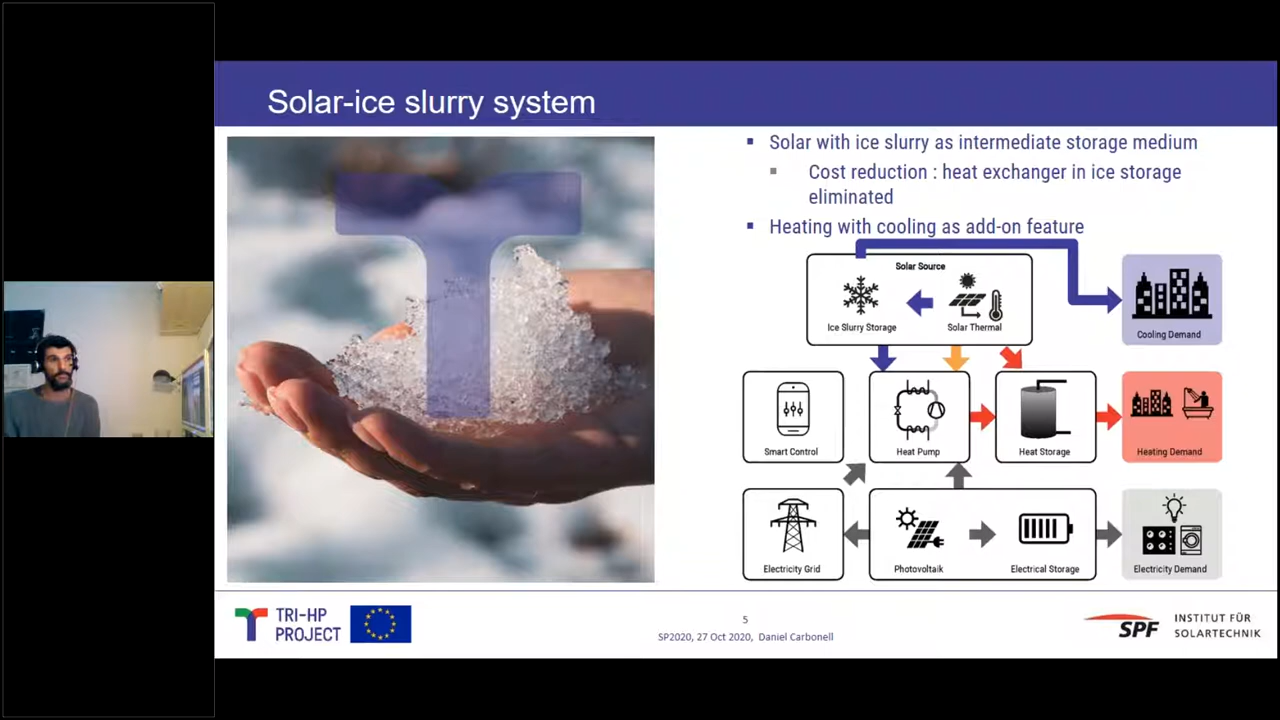 Solar-ice slurry system
▪ Solar with ice slurry as intermediate storage medium
▪ Cost reduction : heat exchanger in ice storage
eliminated
▪ Heating with cooling as add-on feature
Solar Source
Ice Slurry Storage
Solar Thermal
Cooling Demand
Smart Control
Heat Pump
Heat Storage
Heating Demand
Electricity Grid
Photovoltaik
Electrical Storage
Electricity Demand
TRI-HP
PROJECT
5
SP2020, 27 Oct 2020, Daniel Carbonell
SPF
INSTITUT FÜR
SOLARTECHNIK